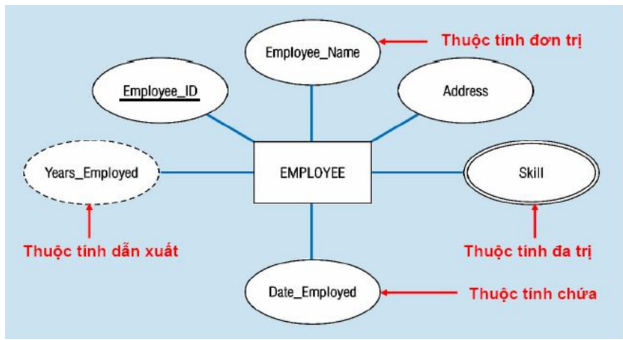 Employee_Name
Thuộc tính đơn trị
Employee_ID
Address
Years_Employed
EMPLOYEE
Skill
Thuộc tính dẫn xuất
Thuộc tính đa trị
Date_Employed
Thuộc tính chứa